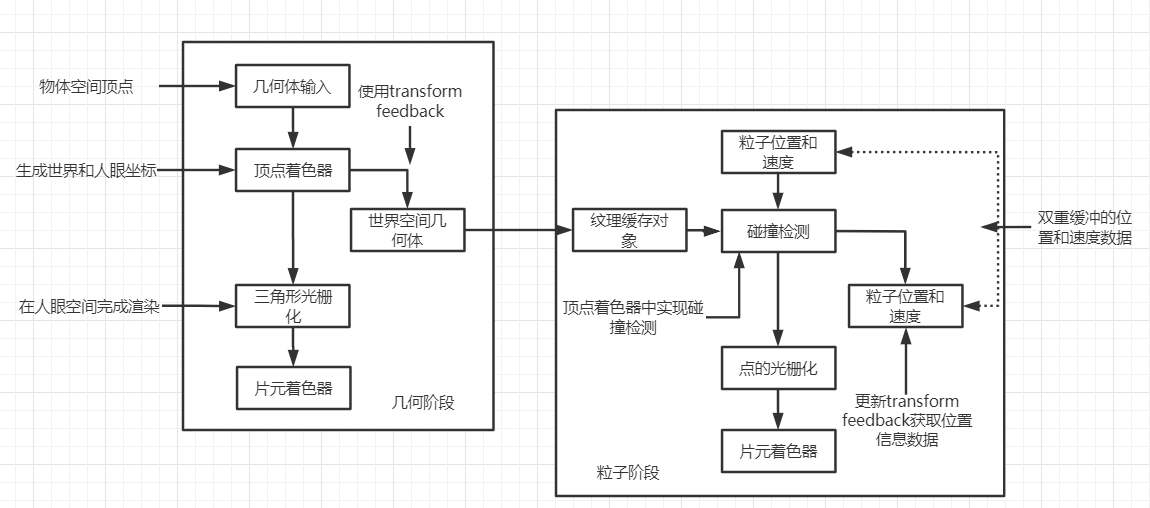 物体空间顶点
几何体输入
使用transform
feedback
生成世界和人眼坐标
顶点着色器
世界空间几
何体
在人眼空间完成渲染
三角形光栅
化
片元着色器
几何阶段
粒子位置和
速度
纹理缓存对
象
碰撞检测
双重缓冲的位
置和速度数据
顶点着色器中实现碰
撞检测
粒子位置和
速度
点的光栅化
更新transform
feedback获取位置
信息数据
片元着色器
粒子阶段